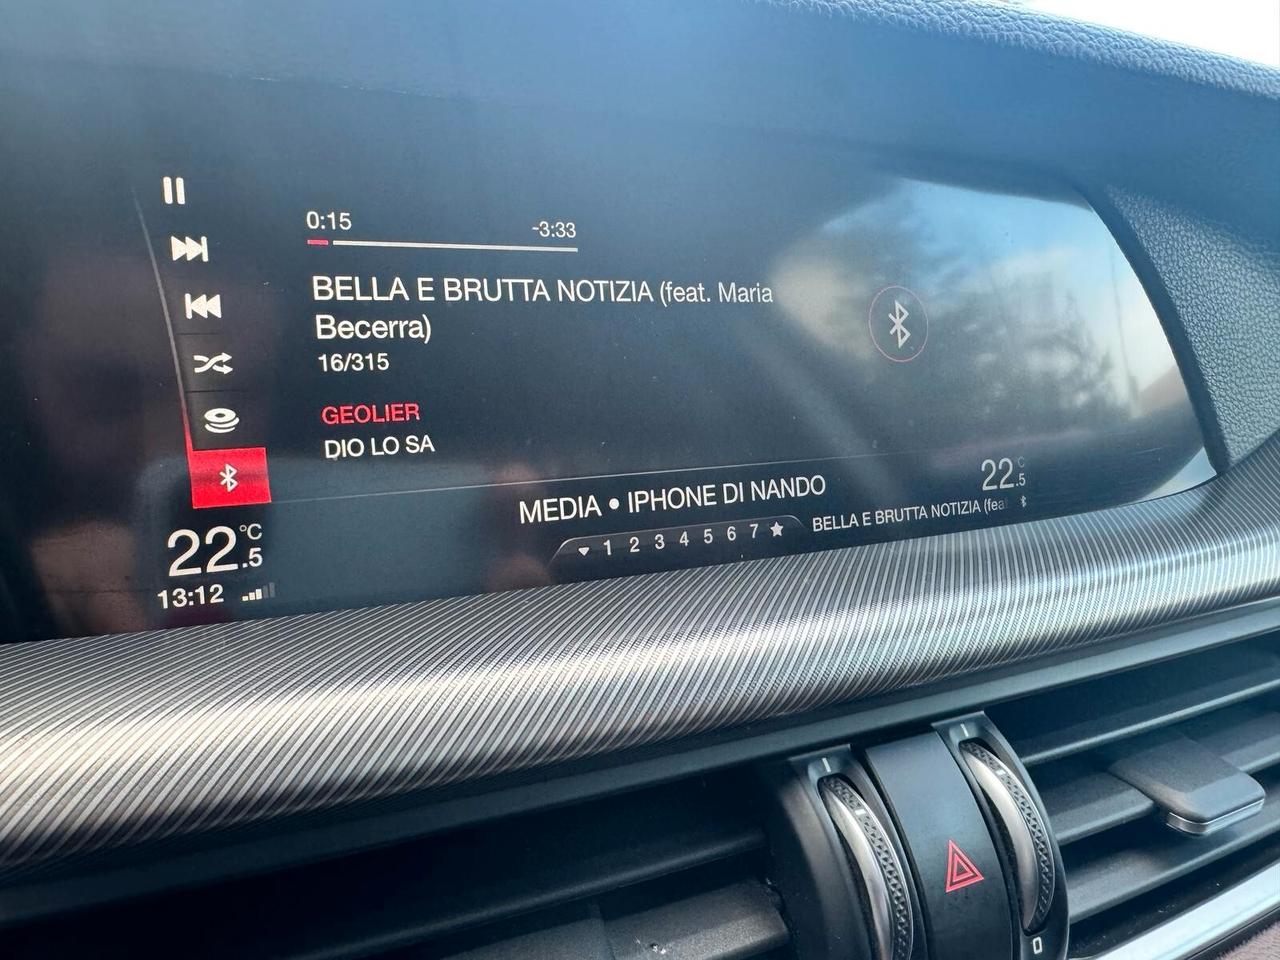 0:15 -3:33
BELLA E BRUTTA NOTIZIA (feat. Maria
Becerra)
16/315
GEOLIER
DIO LO SA
MEDIA • IPHONE DI NANDO
1 2 3 4 5 6 7
22.5 °C
13:12
22.5 °C
BELLA E BRUTTA NOTIZIA (fea
0